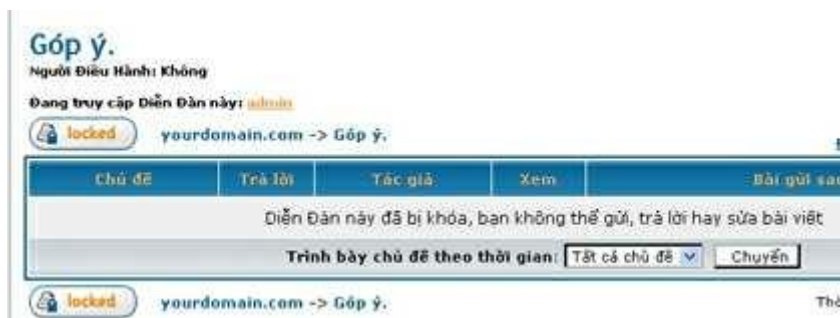 Góp ý.
Người Điều Hành: Không
Đang truy cập Diễn Đàn này: admin
locked yourdomain.com -> Góp ý.
Chủ đề Trả lời Tác giả Xem Bài gửi sau
Diễn Đàn này đã bị khóa, bạn không thể gửi, trả lời hay sửa bài viết
Trình bày chủ đề theo thời gian: Tất cả chủ đề Chuyển
locked yourdomain.com -> Góp ý.